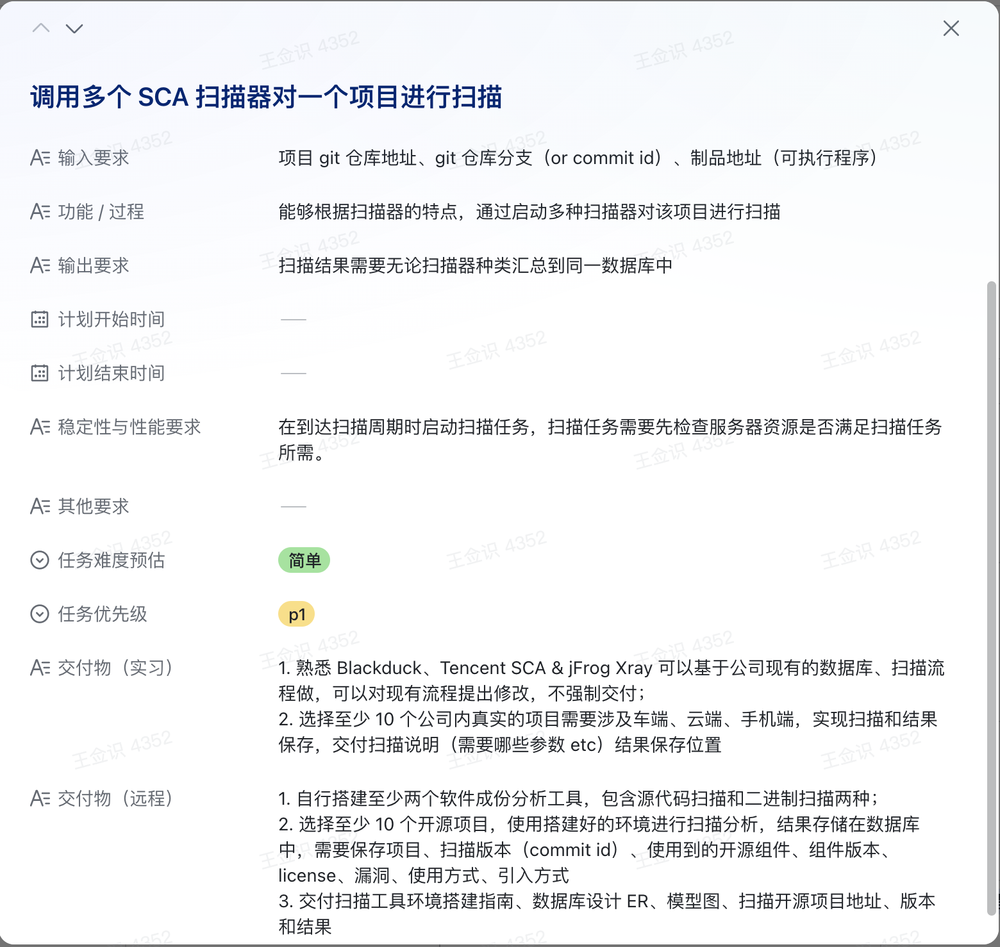 调用多个 SCA 扫描器对一个项目进行扫描
输入要求
项目 git 仓库地址、git 仓库分支（or commit id）、制品地址（可执行程序）
功能 / 过程
能够根据扫描器的特点，通过启动多种扫描器对该项目进行扫描
输出要求
扫描结果需要无论扫描器种类汇总到同一数据库中
计划开始时间
计划结束时间
稳定性与性能要求
在到达扫描周期时启动扫描任务，扫描任务需要先检查服务器资源是否满足扫描任务
所需。
其他要求
任务难度预估
简单
任务优先级
p1
交付物（实习）
1. 熟悉 Blackduck、Tencent SCA & jFrog Xray 可以基于公司现有的数据库、扫描流
程做，可以对现有流程提出修改，不强制交付；
2. 选择至少 10 个公司内真实的项目需要涉及车端、云端、手机端，实现扫描和结果
保存，交付扫描说明（需要哪些参数 etc）结果保存位置
交付物（远程）
1. 自行搭建至少两个软件成份分析工具，包含源代码扫描和二进制扫描两种；
2. 选择至少 10 个开源项目，使用搭建好的环境进行扫描分析，结果存储在数据库
中，需要保存项目、扫描版本（commit id）、使用到的开源组件、组件版本、
license、漏洞、使用方式、引入方式
3. 交付扫描工具环境搭建指南、数据库设计 ER、模型图、扫描开源项目地址、版本
和结果
王佥识 4352